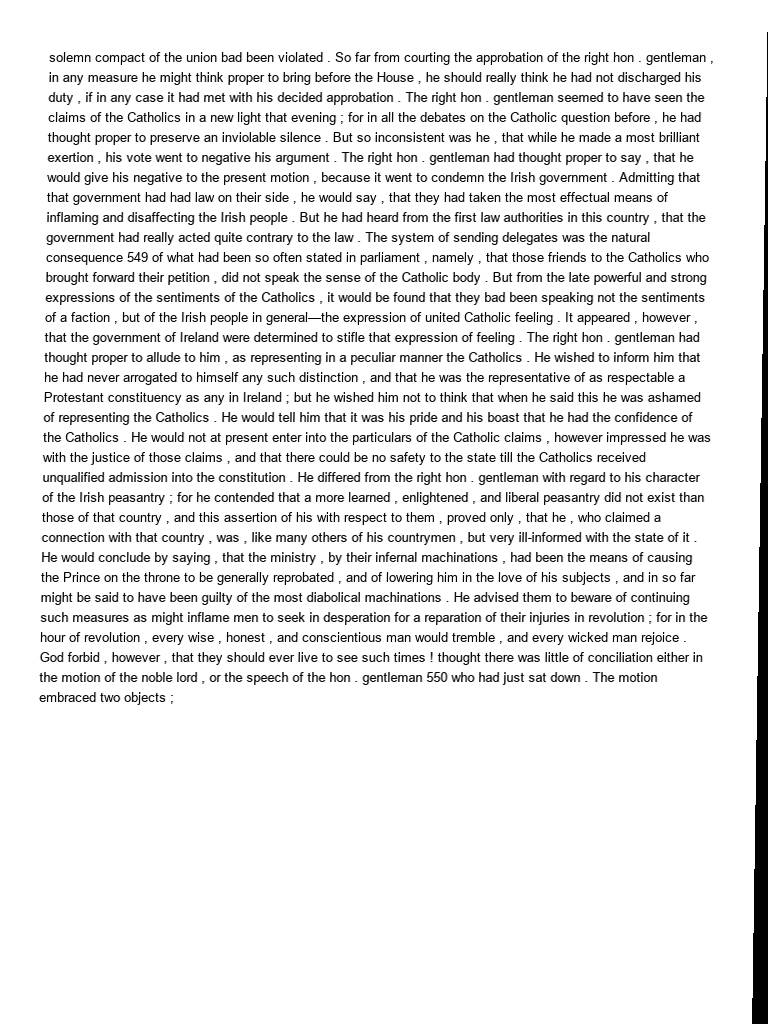 solemn compact of the union bad been violated . So far from courting the approbation of the right hon . gentleman ,
in any measure he might think proper to bring before the House , he should really think he had not discharged his
duty , if in any case it had met with his decided approbation . The right hon . gentleman seemed to have seen the
claims of the Catholics in a new light that evening ; for in all the debates on the Catholic question before , he had
thought proper to preserve an inviolable silence . But so inconsistent was he , that while he made a most brilliant
exertion , his vote went to negative his argument . The right hon . gentleman had thought proper to say , that he
would give his negative to the present motion , because it went to condemn the Irish government . Admitting that
that government had had law on their side , he would say , that they had taken the most effectual means of
inflaming and disaffecting the Irish people . But he had heard from the first law authorities in this country , that the
government had really acted quite contrary to the law . The system of sending delegates was the natural
consequence 549 of what had been so often stated in parliament , namely , that those friends to the Catholics who
brought forward their petition , did not speak the sense of the Catholic body . But from the late powerful and strong
expressions of the sentiments of the Catholics , it would be found that they bad been speaking not the sentiments
of a faction , but of the Irish people in general—the expression of united Catholic feeling . It appeared , however ,
that the government of Ireland were determined to stifle that expression of feeling . The right hon . gentleman had
thought proper to allude to him , as representing in a peculiar manner the Catholics . He wished to inform him that
he had never arrogated to himself any such distinction , and that he was the representative of as respectable a
Protestant constituency as any in Ireland ; but he wished him not to think that when he said this he was ashamed
of representing the Catholics . He would tell him that it was his pride and his boast that he had the confidence of
the Catholics . He would not at present enter into the particulars of the Catholic claims , however impressed he was
with the justice of those claims , and that there could be no safety to the state till the Catholics received
unqualified admission into the constitution . He differed from the right hon . gentleman with regard to his character
of the Irish peasantry ; for he contended that a more learned , enlightened , and liberal peasantry did not exist than
those of that country , and this assertion of his with respect to them , proved only , that he , who claimed a
connection with that country , was , like many others of his countrymen , but very ill-informed with the state of it .
He would conclude by saying , that the ministry , by their infernal machinations , had been the means of causing
the Prince on the throne to be generally reprobated , and of lowering him in the love of his subjects , and in so far
might be said to have been guilty of the most diabolical machinations . He advised them to beware of continuing
such measures as might inflame men to seek in desperation for a reparation of their injuries in revolution ; for in the
hour of revolution , every wise , honest , and conscientious man would tremble , and every wicked man rejoice .
God forbid , however , that they should ever live to see such times ! thought there was little of conciliation either in
the motion of the noble lord , or the speech of the hon . gentleman 550 who had just sat down . The motion
embraced two objects ;